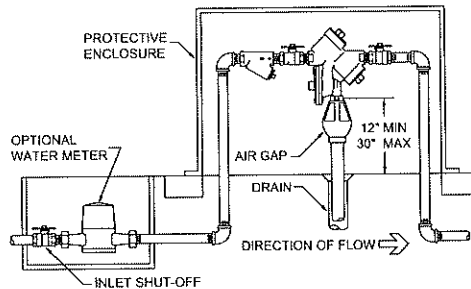 PROTECTIVE
ENCLOSURE
OPTIONAL
WATER METER
12" MIN
30" MAX
AIR GAP
DRAIN
DIRECTION OF FLOW
INLET SHUT-OFF